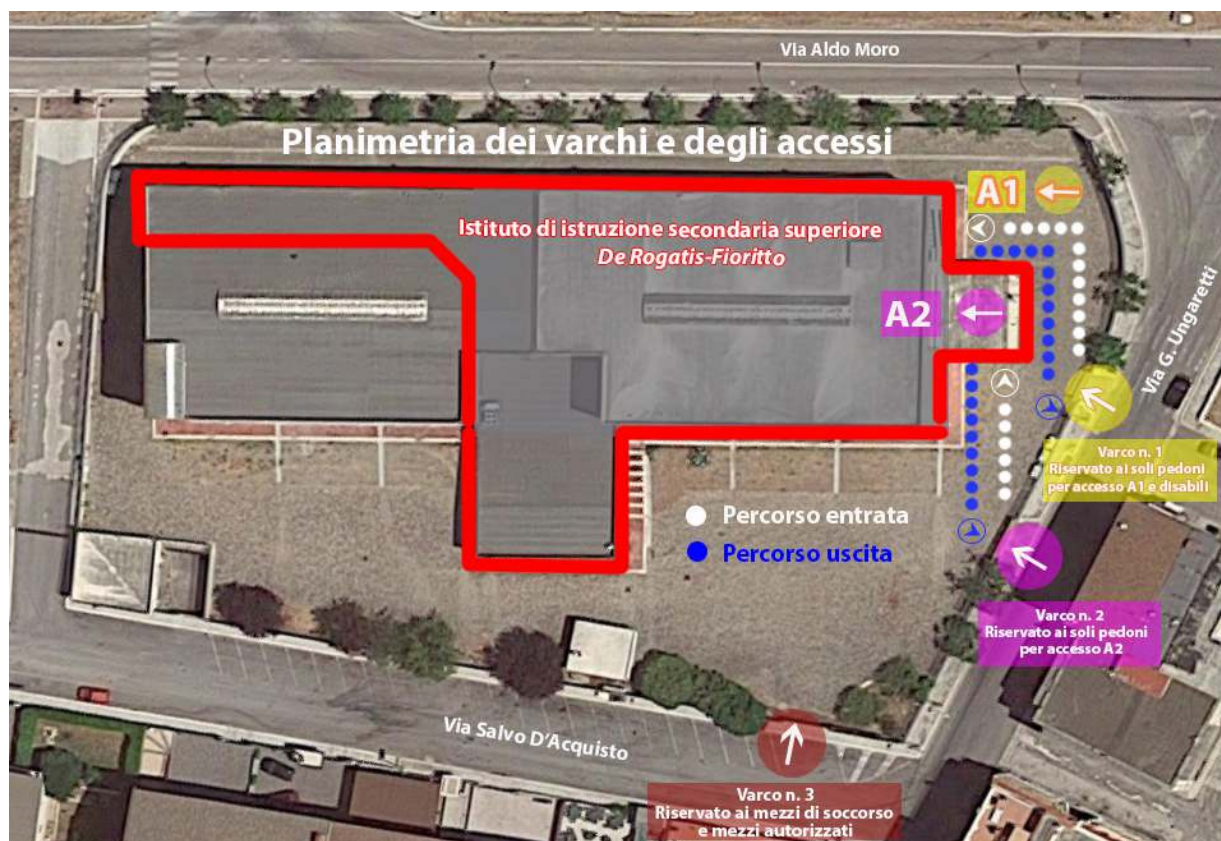 Via Aldo Moro
Planimetria dei varchi e degli accessi
A1
Istituto di istruzione secondaria superiore
De Rogatis-Fioritto
A2
Via G. Ungaretti
Varco n. 1
Riservato ai soli pedoni
per accesso A1 e disabili
Percorso entrata
Percorso uscita
Varco n. 2
Riservato ai soli pedoni
per accesso A2
Via Salvo D'Acquisto
Varco n. 3
Riservato ai mezzi di soccorso
e mezzi autorizzati